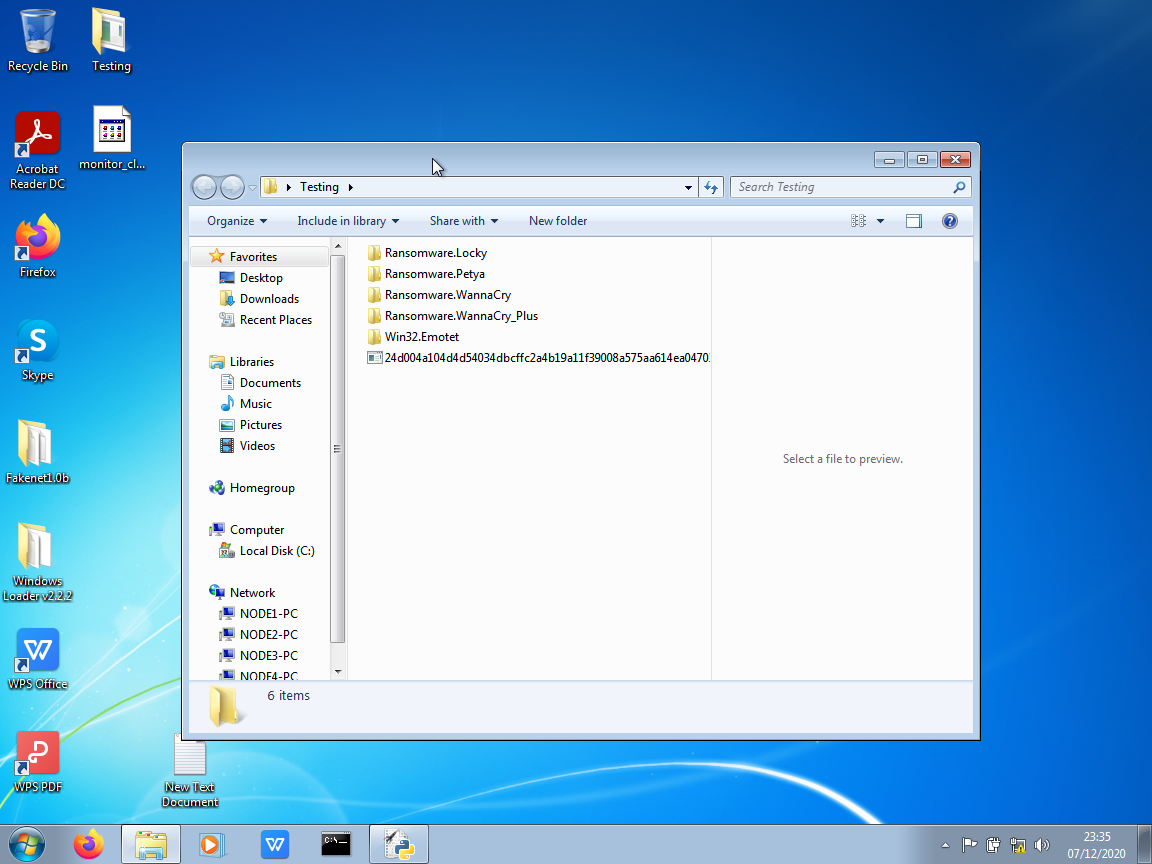 Recycle Bin
Testing
Acrobat
Reader DC
monitor_cl...
Firefox
Skype
Fakenet1.0b
Windows
Loader v2.2.2
WPS Office
WPS PDF
New Text
Document
Testing
Search Testing
Organize
Include in library
Share with
New folder
Favorites
Desktop
Downloads
Recent Places
Libraries
Documents
Music
Pictures
Videos
Homegroup
Computer
Local Disk (C:)
Network
NODE1-PC
NODE2-PC
NODE3-PC
NODE4-PC
Ransomware.Locky
Ransomware.Petya
Ransomware.WannaCry
Ransomware.WannaCry_Plus
Win32.Emotet
24d004a104d4d54034dbcffc2a4b19a11f39008a575aa614ea0470
Select a file to preview.
6 items
23:35
07/12/2020